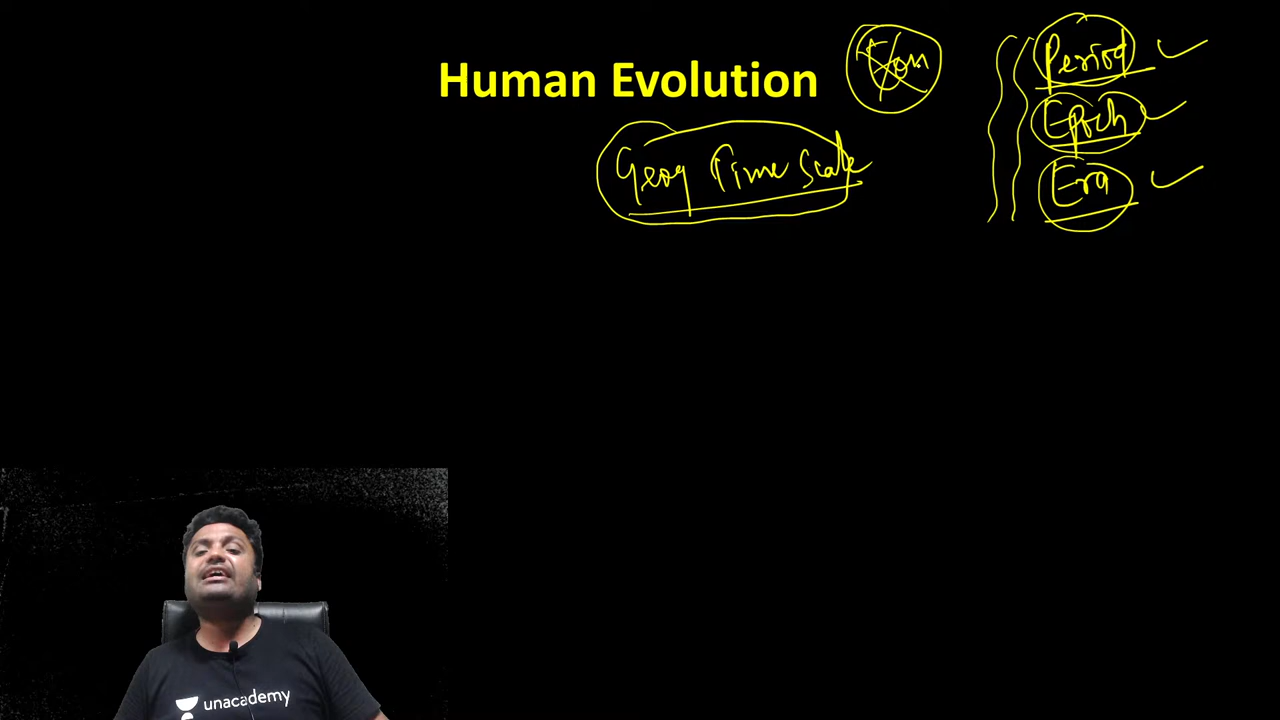 Human Evolution
Eon
Geog Time Scale
Period
Epoch
Era
unacademy